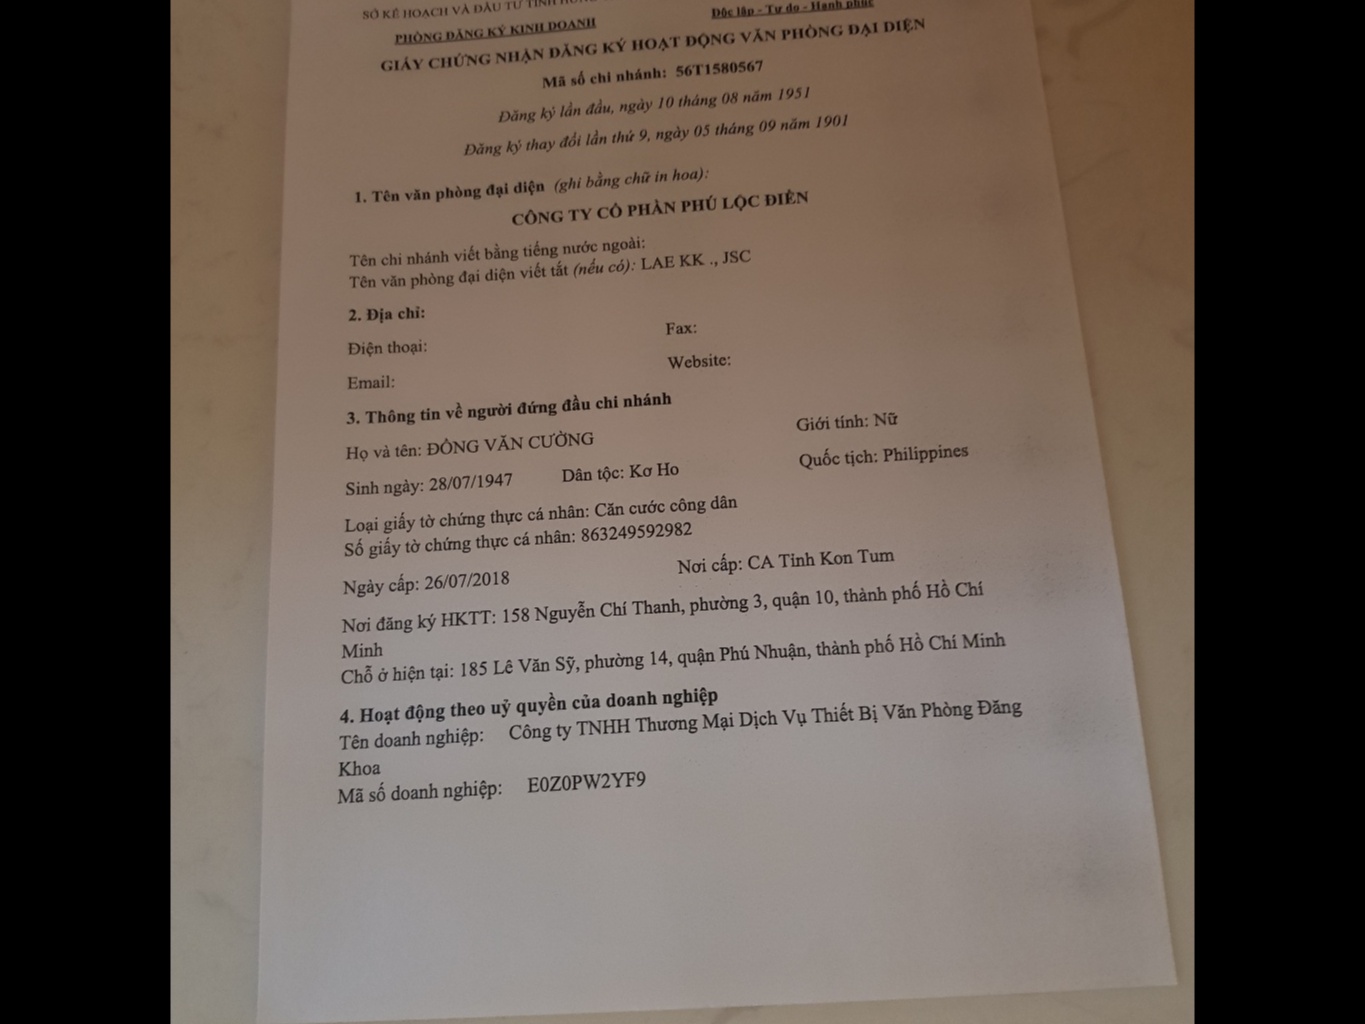 SỞ KẾ HOẠCH VÀ ĐẦU TƯ TỈNH
Độc lập - Tự do - Hạnh phúc
PHÒNG ĐĂNG KÝ KINH DOANH
GIẤY CHỨNG NHẬN ĐĂNG KÝ HOẠT ĐỘNG VĂN PHÒNG ĐẠI DIỆN
Mã số chi nhánh: 56T1580567
Đăng ký lần đầu, ngày 10 tháng 08 năm 1951
Đăng ký thay đổi lần thứ 9, ngày 05 tháng 09 năm 1901
1. Tên văn phòng đại diện (ghi bằng chữ in hoa):
CÔNG TY CỔ PHẦN PHÚ LỘC ĐIỀN
Tên chi nhánh viết bằng tiếng nước ngoài:
Tên văn phòng đại diện viết tắt (nếu có): LAE KK ., JSC
2. Địa chỉ:
Điện thoại: Fax:
Email: Website:
3. Thông tin về người đứng đầu chi nhánh
Họ và tên: ĐỒNG VĂN CƯỜNG Giới tính: Nữ
Sinh ngày: 28/07/1947 Dân tộc: Kơ Ho Quốc tịch: Philippines
Loại giấy tờ chứng thực cá nhân: Căn cước công dân
Số giấy tờ chứng thực cá nhân: 863249592982
Ngày cấp: 26/07/2018 Nơi cấp: CA Tỉnh Kon Tum
Nơi đăng ký HKTT: 158 Nguyễn Chí Thanh, phường 3, quận 10, thành phố Hồ Chí
Minh
Chỗ ở hiện tại: 185 Lê Văn Sỹ, phường 14, quận Phú Nhuận, thành phố Hồ Chí Minh
4. Hoạt động theo uỷ quyền của doanh nghiệp
Tên doanh nghiệp: Công ty TNHH Thương Mại Dịch Vụ Thiết Bị Văn Phòng Đăng
Khoa
Mã số doanh nghiệp: E0Z0PW2YF9